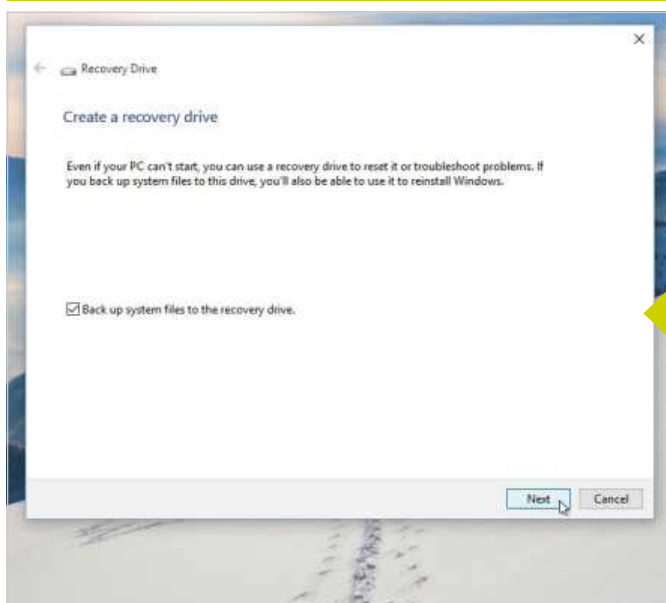 Recovery Drive
Create a recovery drive
Even if your PC can't start, you can use a recovery drive to reset it or troubleshoot problems. If
you back up system files to this drive, you'll also be able to use it to reinstall Windows.
Back up system files to the recovery drive.
Next
Cancel